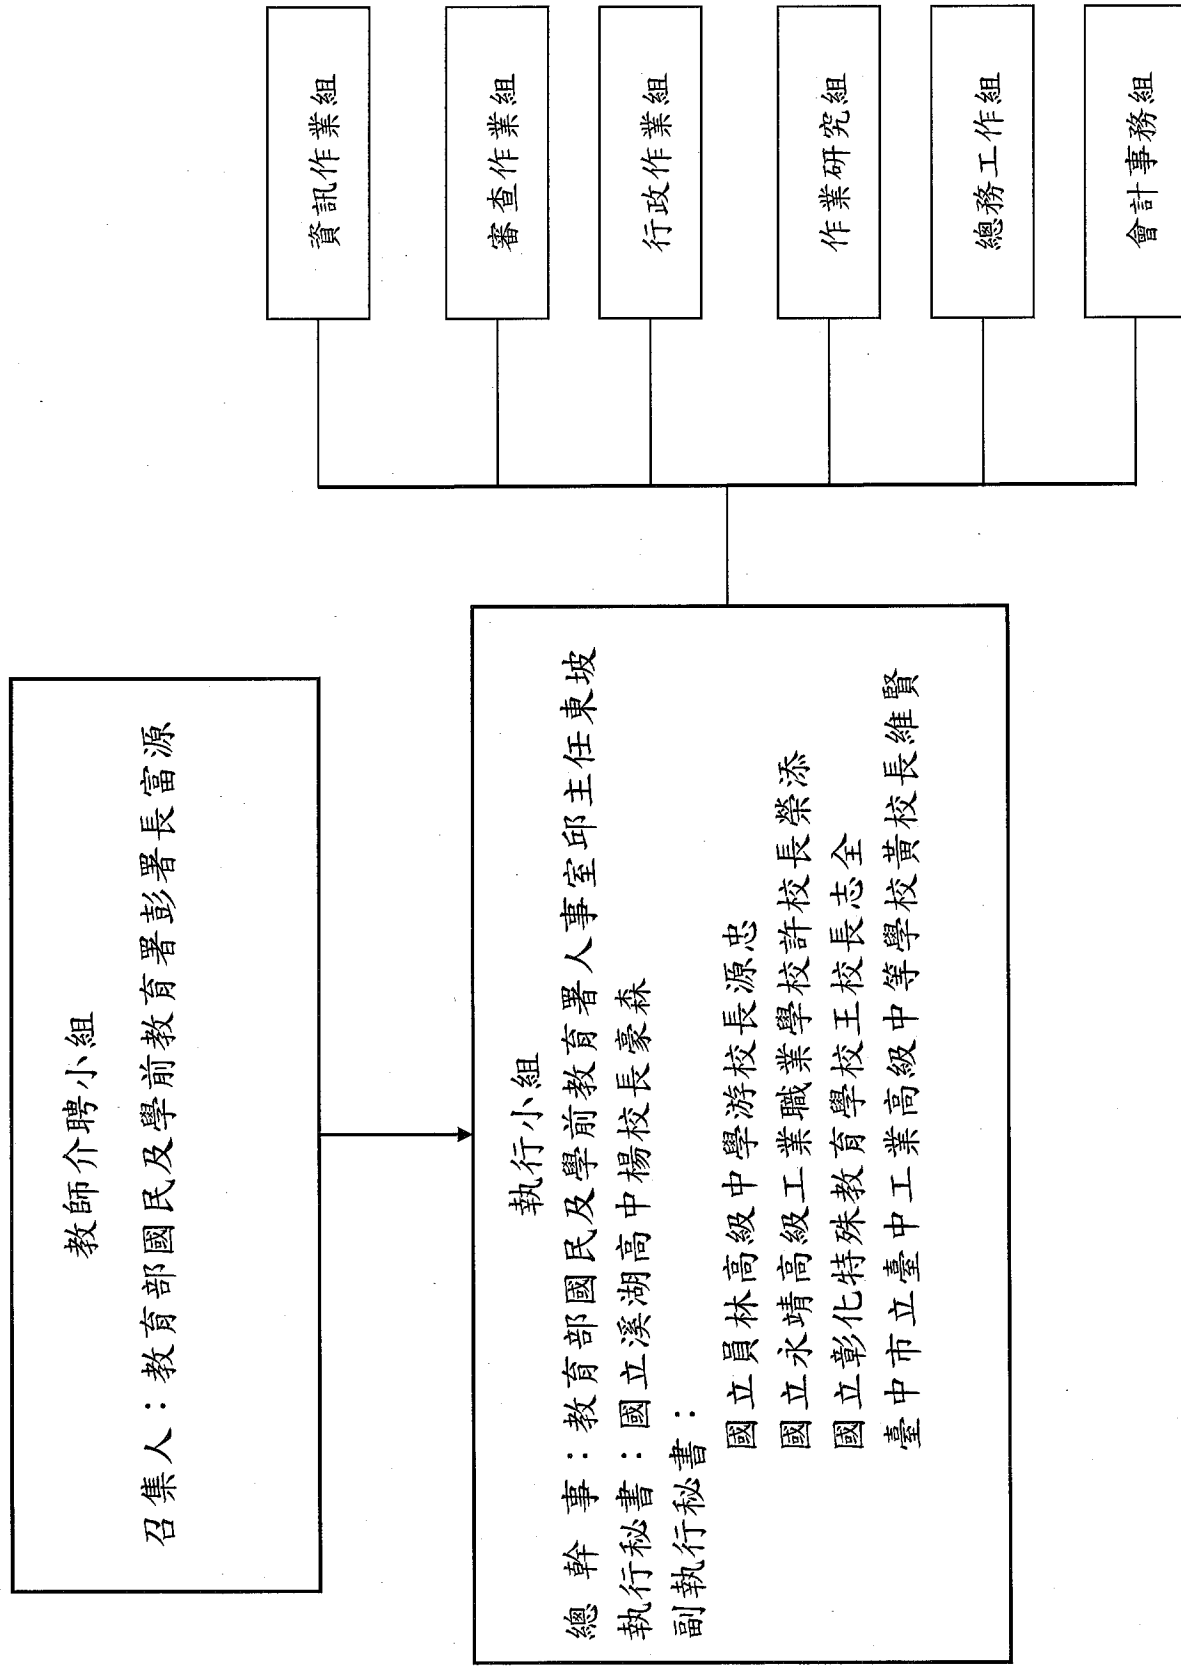 教師介聘小組
召集人：教育部國民及學前教育署彭署長富源
執行小組
總 幹 事：教育部國民及學前教育署人事室邱主任東坡
執行秘書：國立溪湖高中楊校長豪森
副執行秘書：
國立員林高級中學游校長源忠
國立永靖高級工業職業學校許校長榮添
國立彰化特殊教育學校王校長志全
臺中市立臺中工業高級中等學校黃校長維賢
資訊作業組
審查作業組
行政作業組
作業研究組
總務工作組
會計事務組